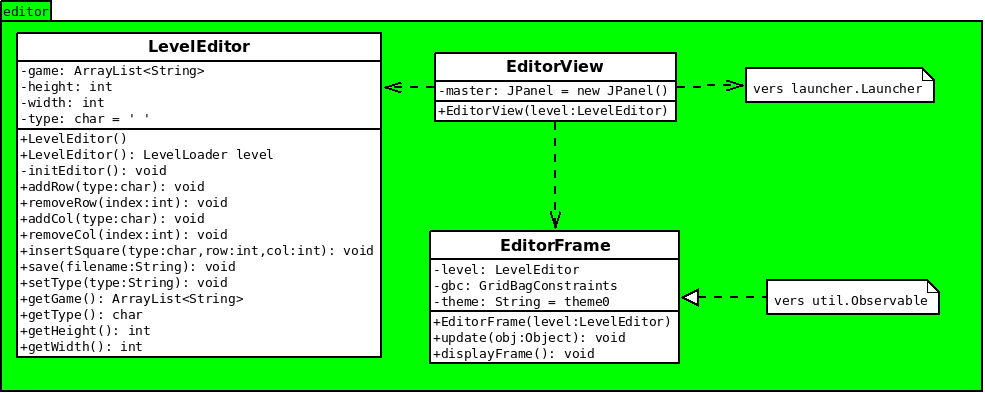 editor
LevelEditor
-game: ArrayList<String>
-height: int
-width: int
-type: char = ' '
+LevelEditor()
+LevelEditor(): LevelLoader level
-initEditor(): void
+addRow(type:char): void
+removeRow(index:int): void
+addCol(type:char): void
+removeCol(index:int): void
+insertSquare(type:char,row:int,col:int): void
+save(filename:String): void
+setType(type:String): void
+getGame(): ArrayList<String>
+getType(): char
+getHeight(): int
+getWidth(): int
EditorView
-master: JPanel = new JPanel()
+EditorView(level:LevelEditor)
vers launcher.Launcher
EditorFrame
-level: LevelEditor
-gbc: GridBagConstraints
-theme: String = theme0
+EditorFrame(level:LevelEditor)
+update(obj:Object): void
+displayFrame(): void
vers util.Observable